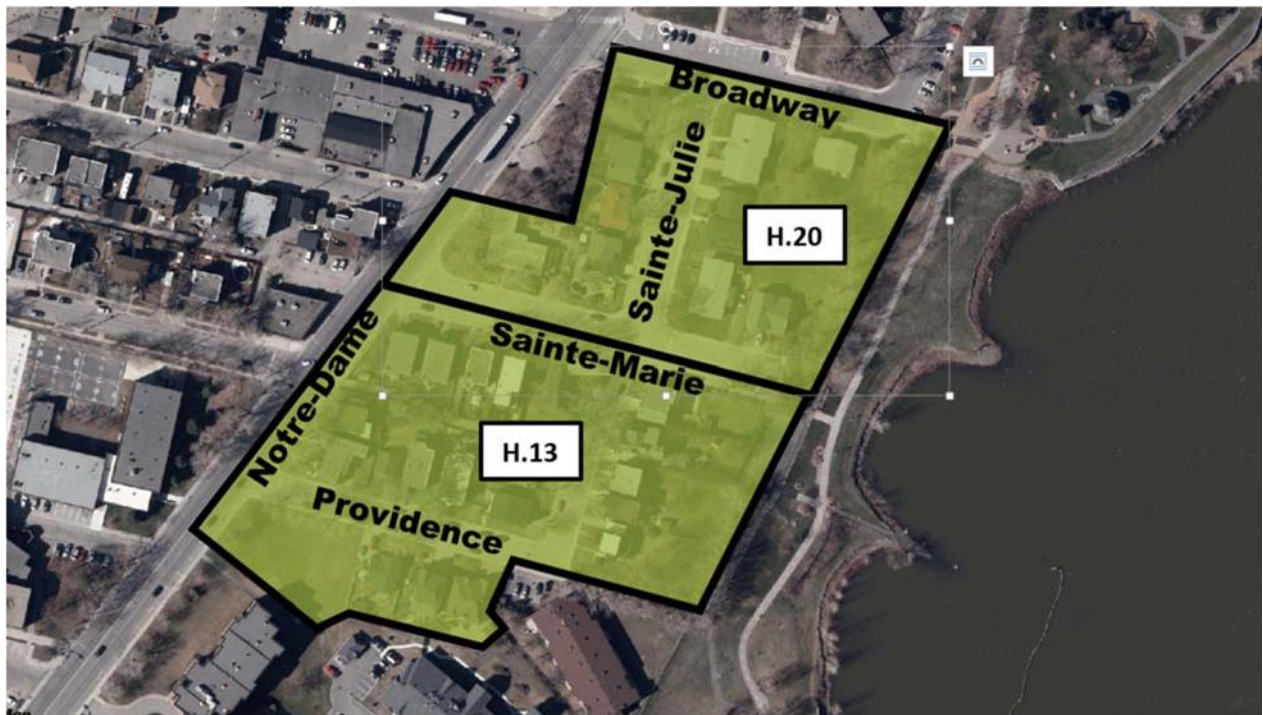 Broadway
Sainte-Julie
H.20
Sainte-Marie
Notre-Dame
H.13
Providence